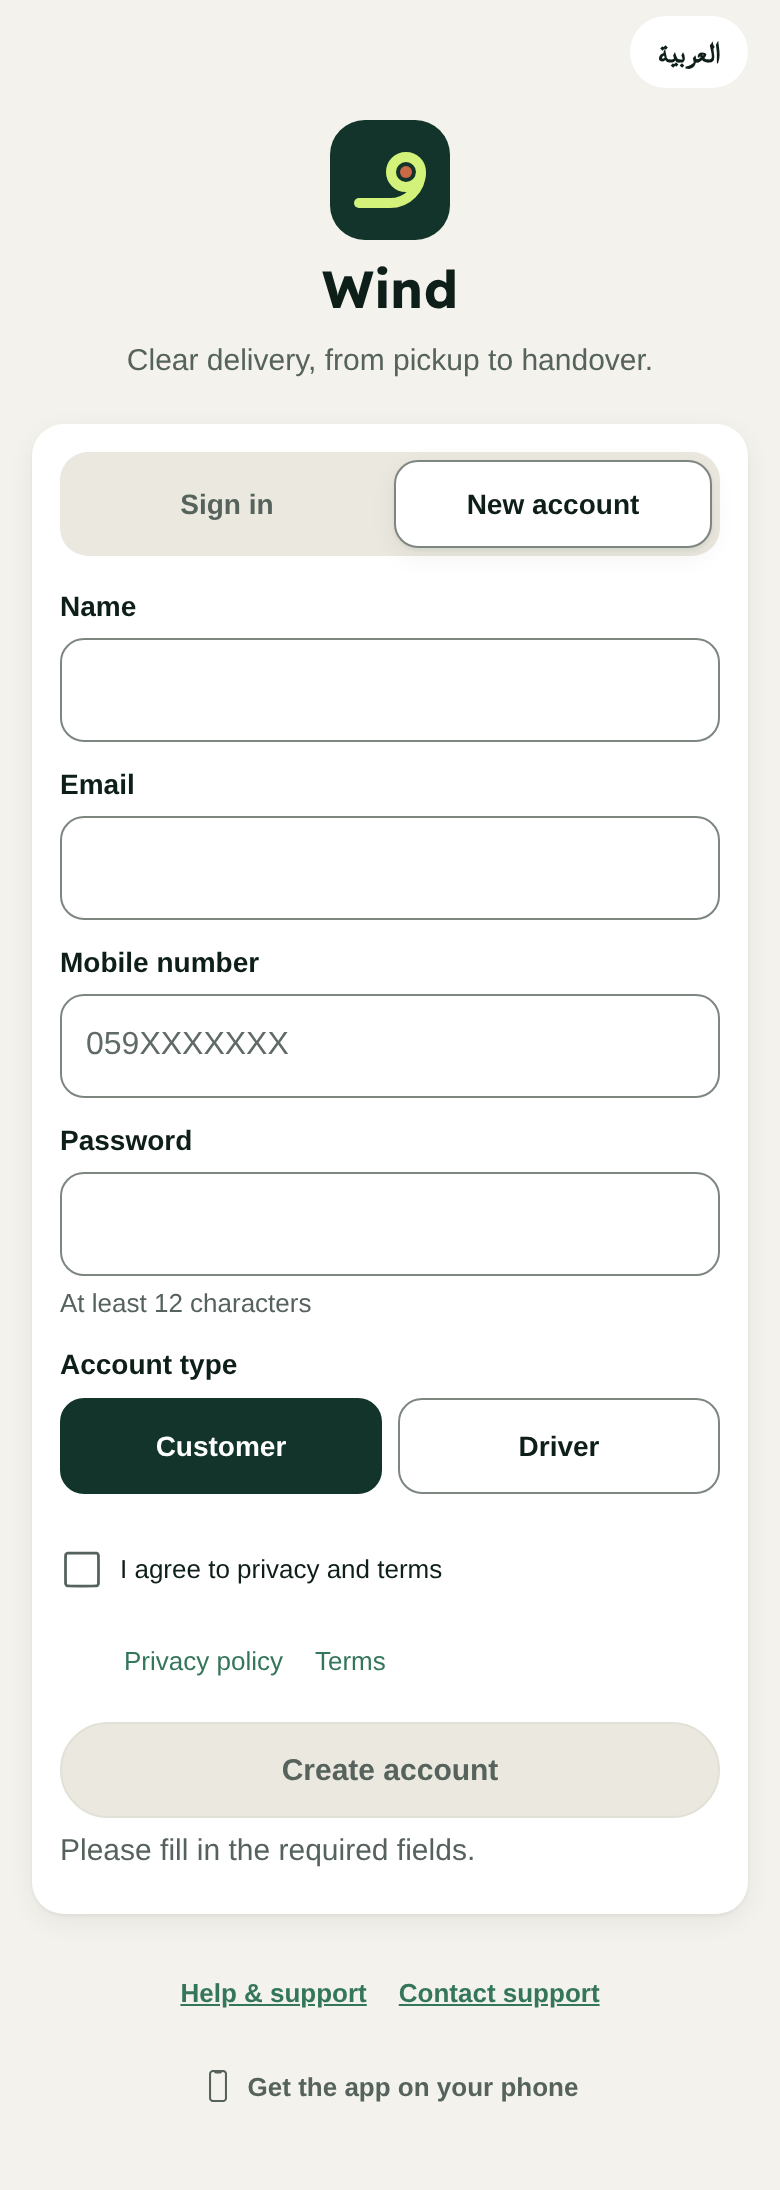 العربية
Wind
Clear delivery, from pickup to handover.
Sign in
New account
Name
Email
Mobile number
059XXXXXXX
Password
At least 12 characters
Account type
Customer
Driver
I agree to privacy and terms
Privacy policy
Terms
Create account
Please fill in the required fields.
Help & support
Contact support
Get the app on your phone